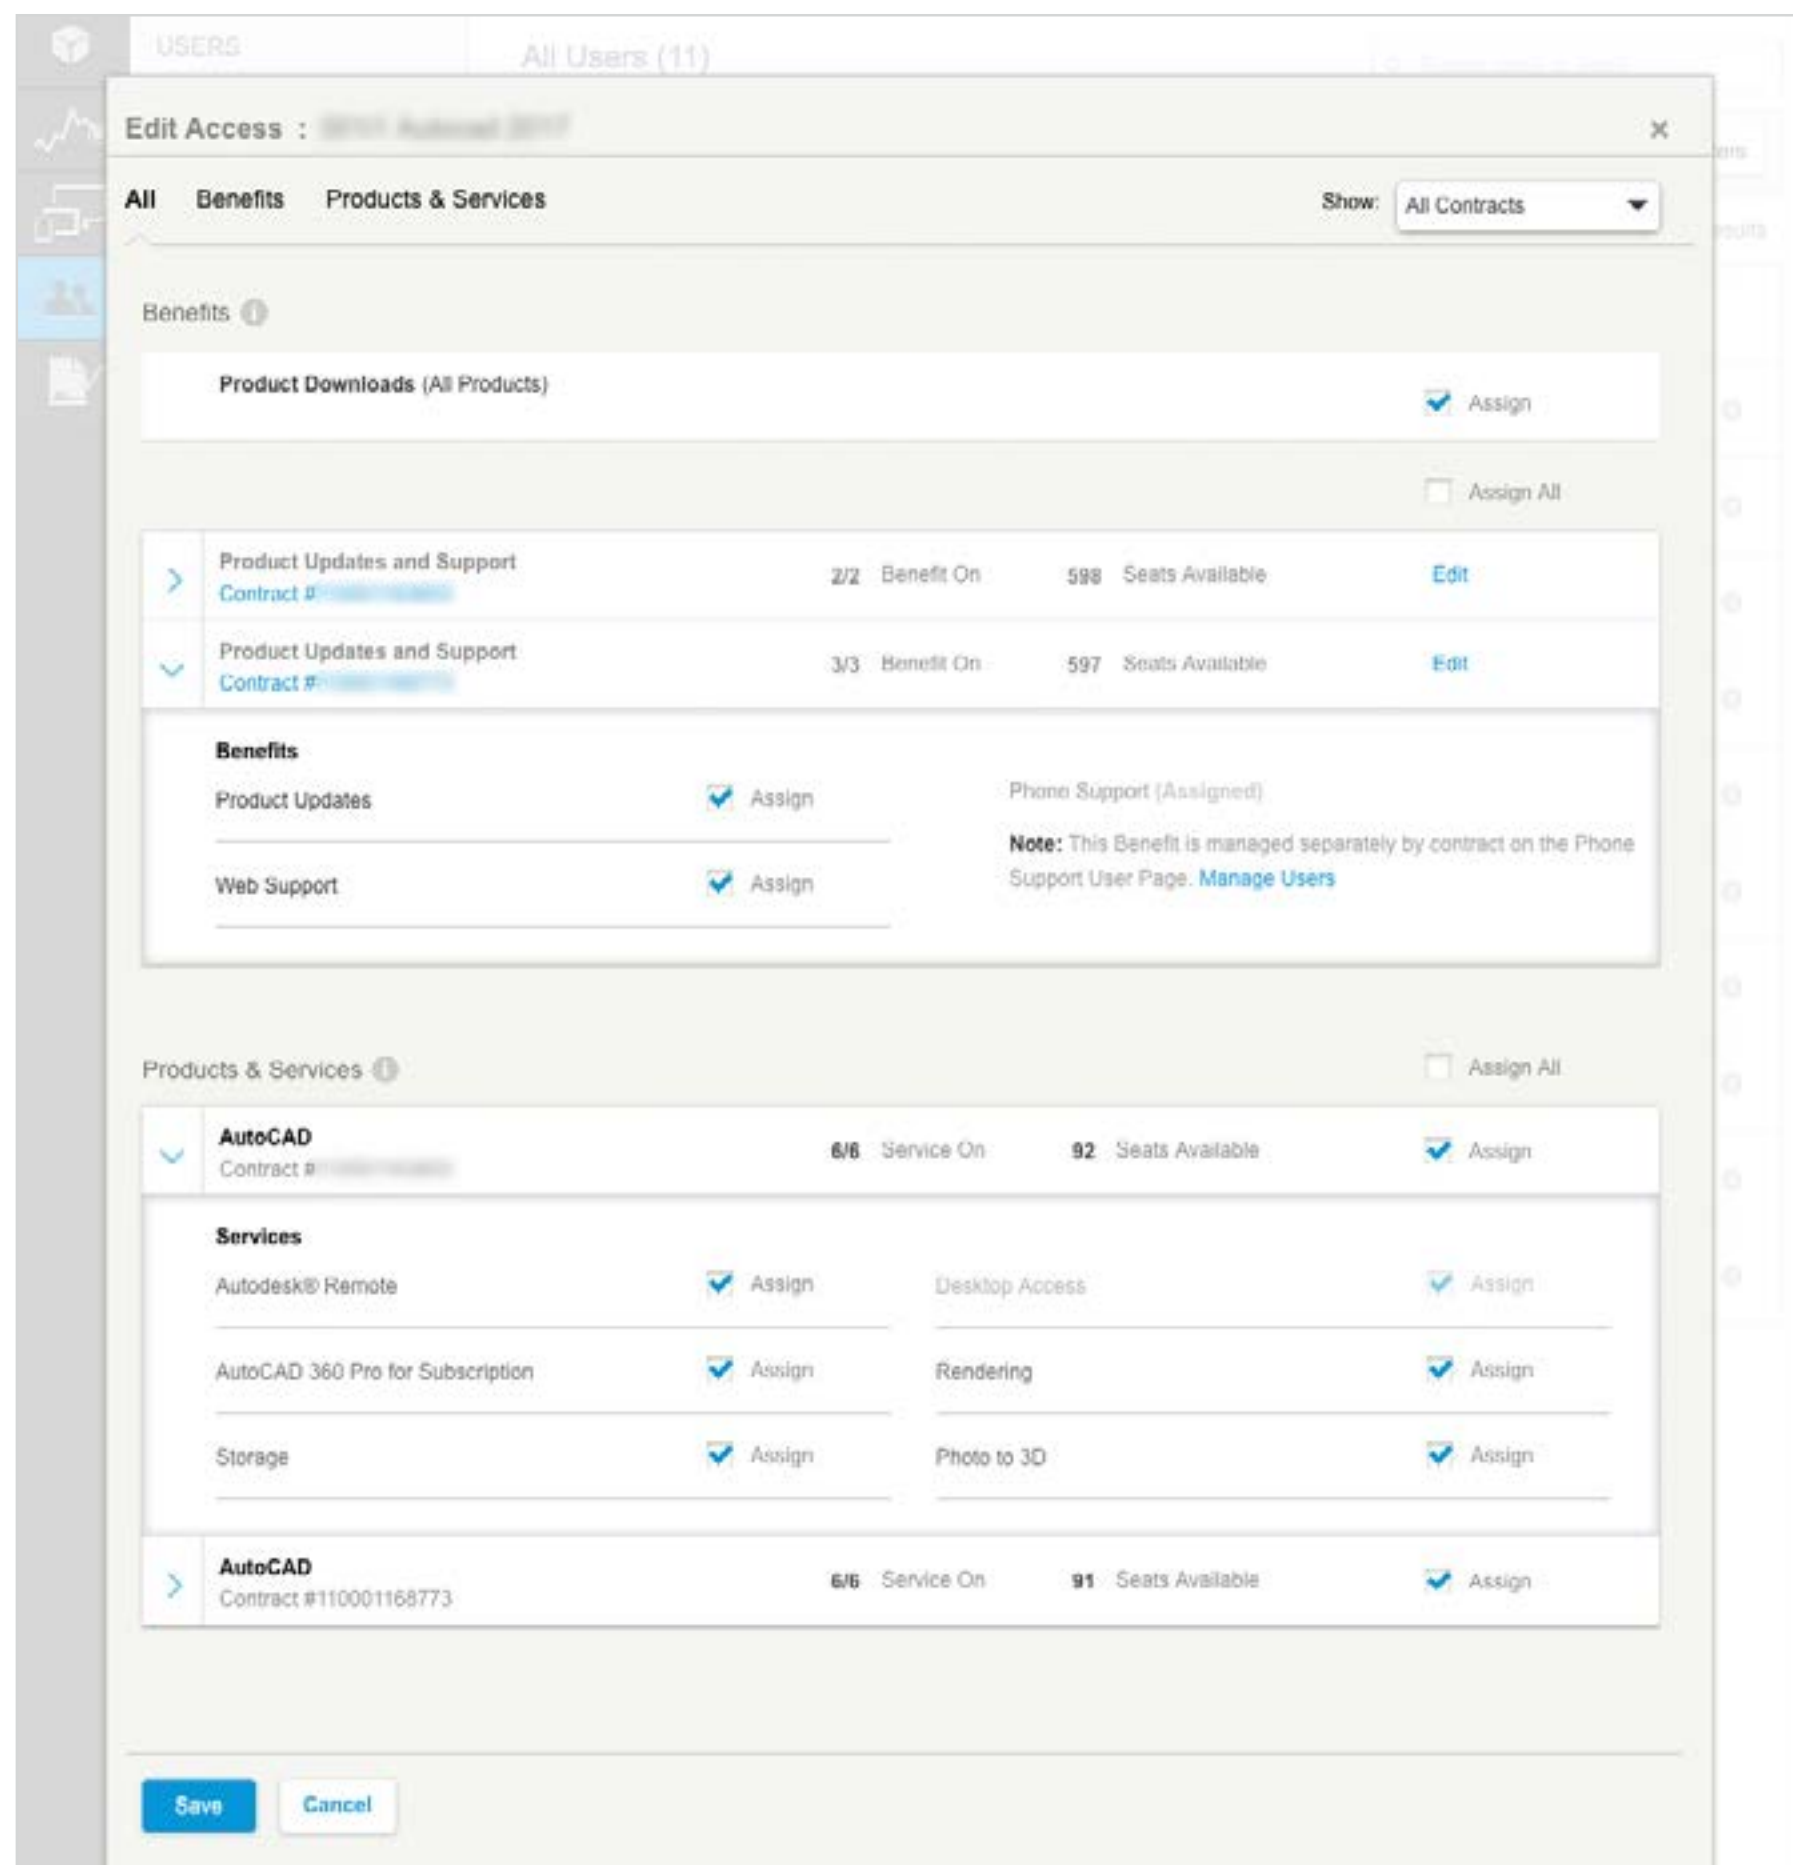 USERS
All Users (11)
Edit Access :
All Benefits Products & Services Show: All Contracts
Benefits
Product Downloads (All Products)
Assign
Assign All
Product Updates and Support
Contract #
2/2 Benefit On 598 Seats Available Edit
Product Updates and Support
Contract #
3/3 Benefit On 597 Seats Available Edit
Benefits
Product Updates Assign
Web Support Assign
Phone Support (Assigned)
Note: This Benefit is managed separately by contract on the Phone
Support User Page. Manage Users
Products & Services
Assign All
AutoCAD
Contract #
6/6 Service On 92 Seats Available Assign
Services
Autodesk® Remote Assign Desktop Access Assign
AutoCAD 360 Pro for Subscription Assign Rendering Assign
Storage Assign Photo to 3D Assign
AutoCAD
Contract #110001168773
6/6 Service On 91 Seats Available Assign
Save Cancel